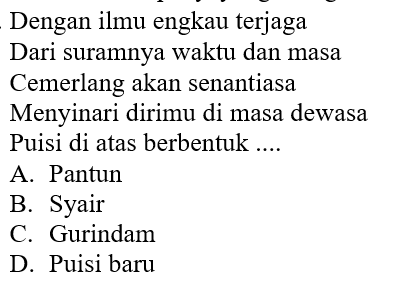 Dengan ilmu engkau terjaga
Dari suramnya waktu dan masa
Cemerlang akan senantiasa
Menyinari dirimu di masa dewasa
Puisi di atas berbentuk ....
A. Pantun
B. Syair
C. Gurindam
D. Puisi baru